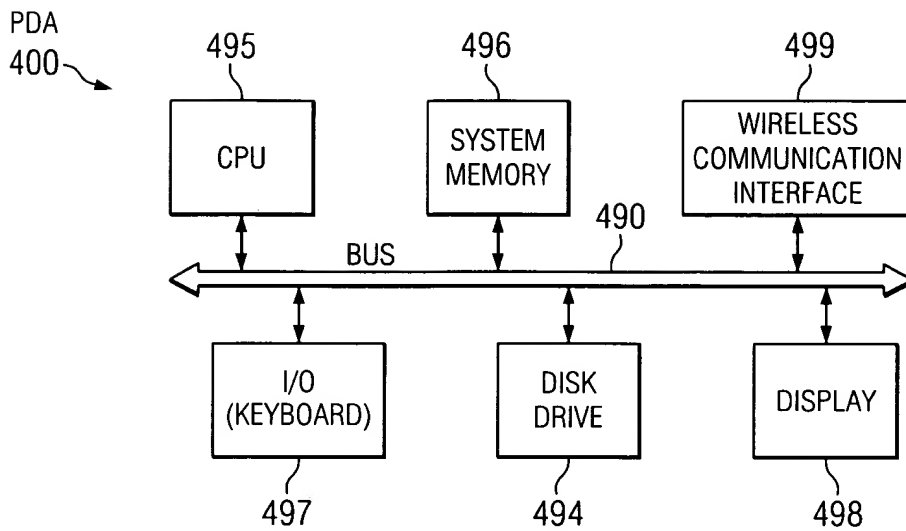 PDA
400
495
496
499
CPU
SYSTEM
MEMORY
WIRELESS
COMMUNICATION
INTERFACE
BUS
490
I/O
(KEYBOARD)
DISK
DRIVE
DISPLAY
497
494
498